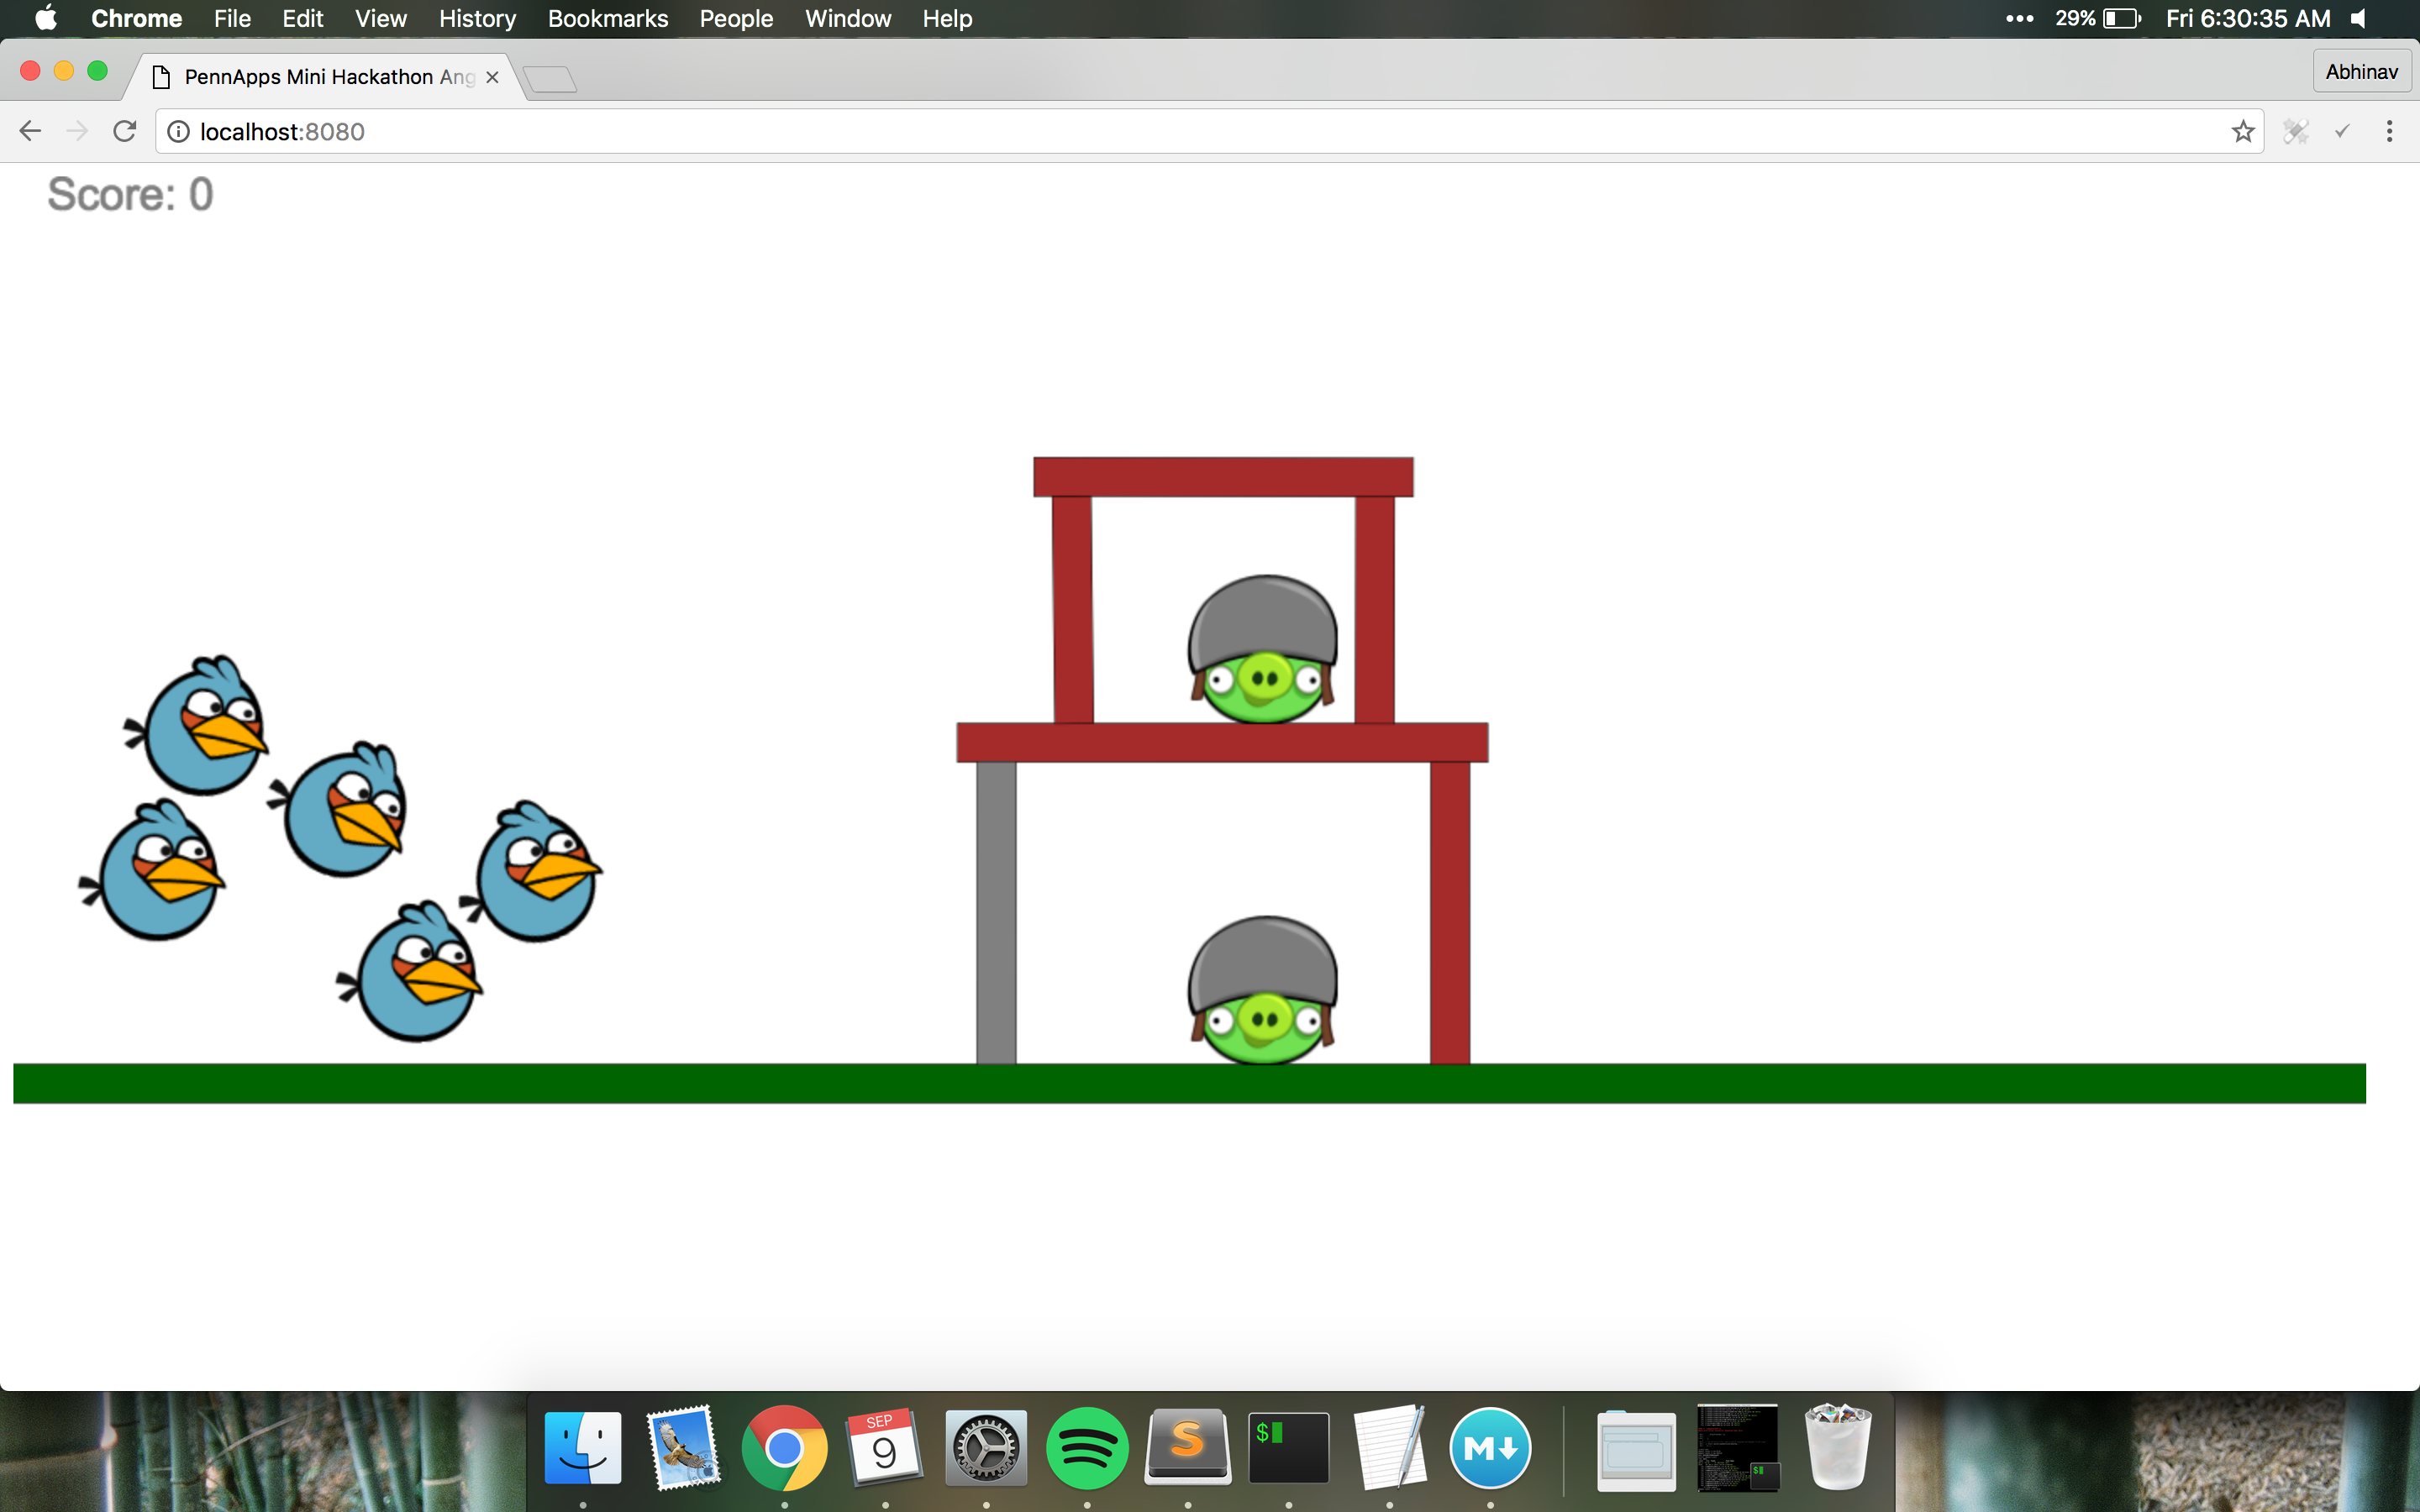 Chrome File Edit View History Bookmarks People Window Help ••• 29% Fri 6:30:35 AM
PennApps Mini Hackathon Ang
Abhinav
localhost:8080
Score: 0
SEP
9
S
$
M
$